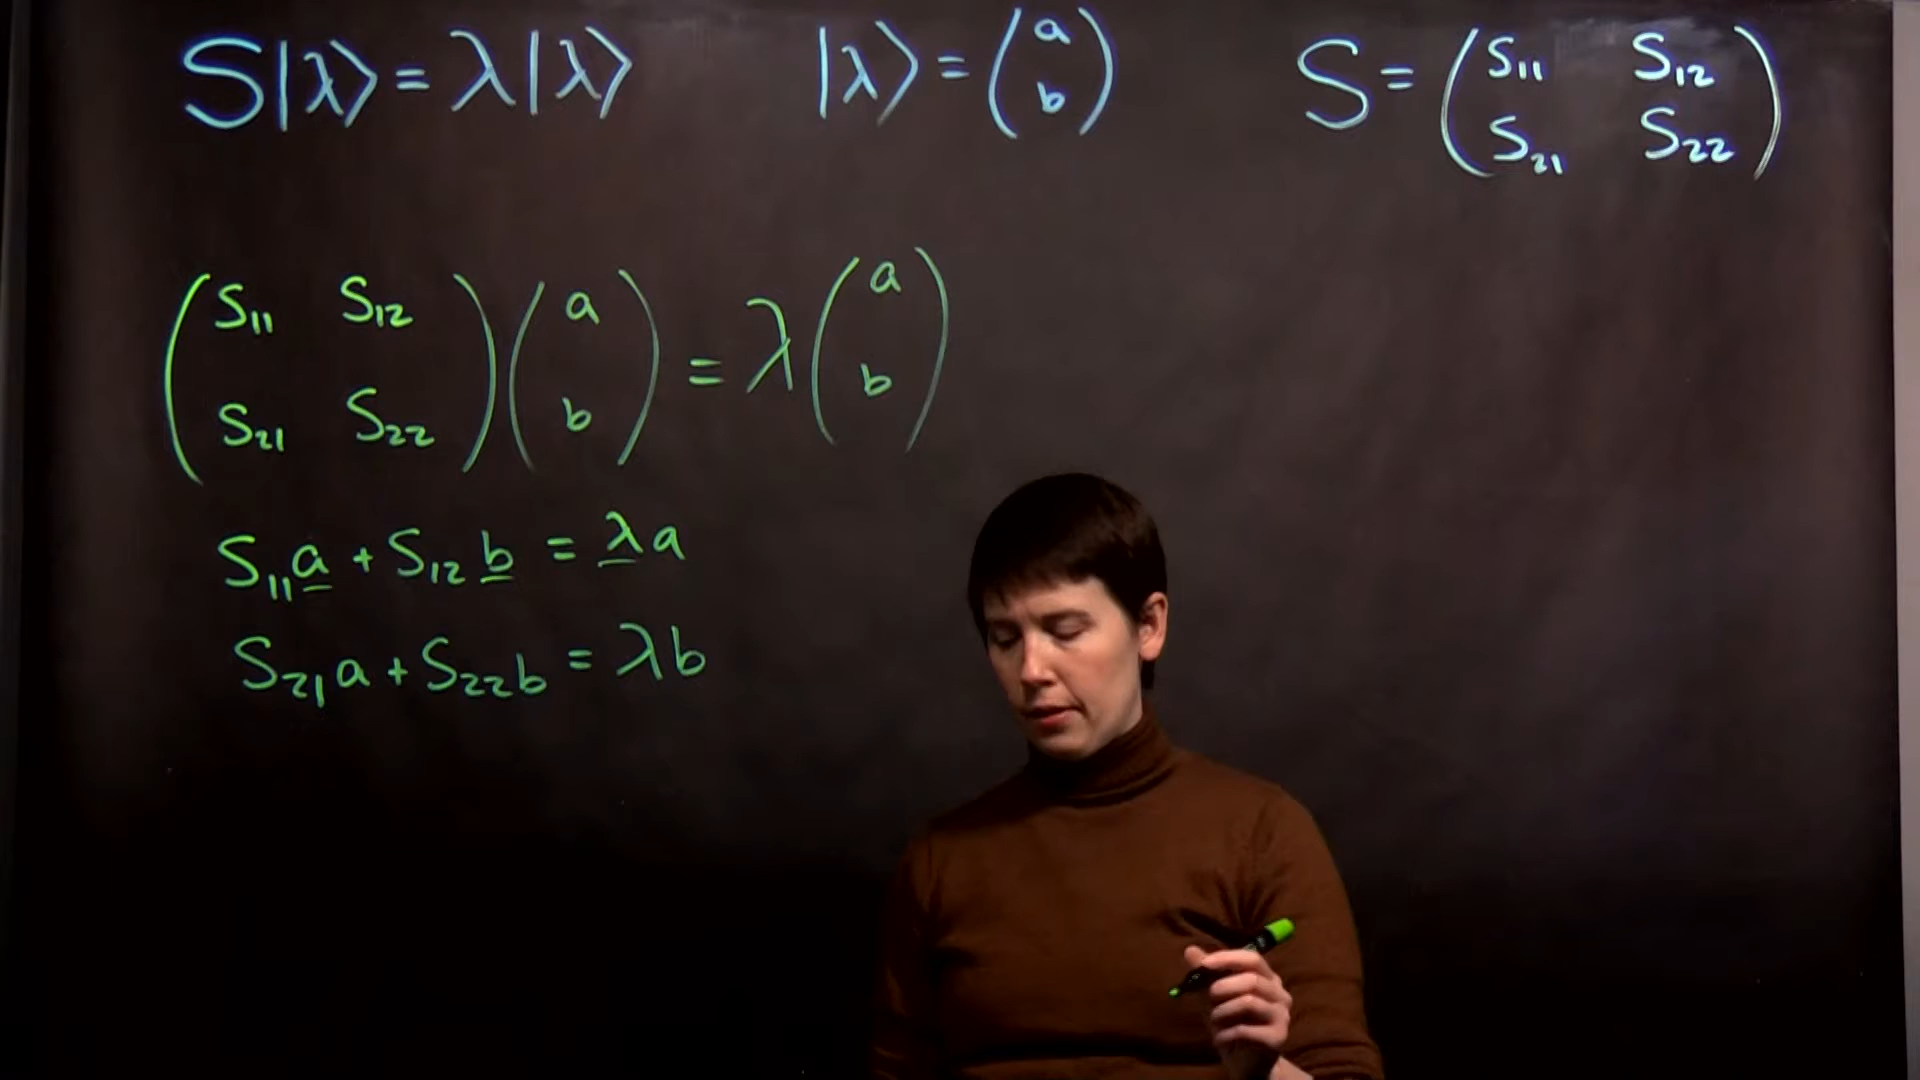 S|λ⟩ = λ|λ⟩   |λ⟩ = (a b)   S = (S₁₁ S₁₂
S₂₁ S₂₂)
(S₁₁ S₁₂ (a = λ (a
S₂₁ S₂₂) b) b)
S₁₁a + S₁₂b = λa
S₂₁a + S₂₂b = λb